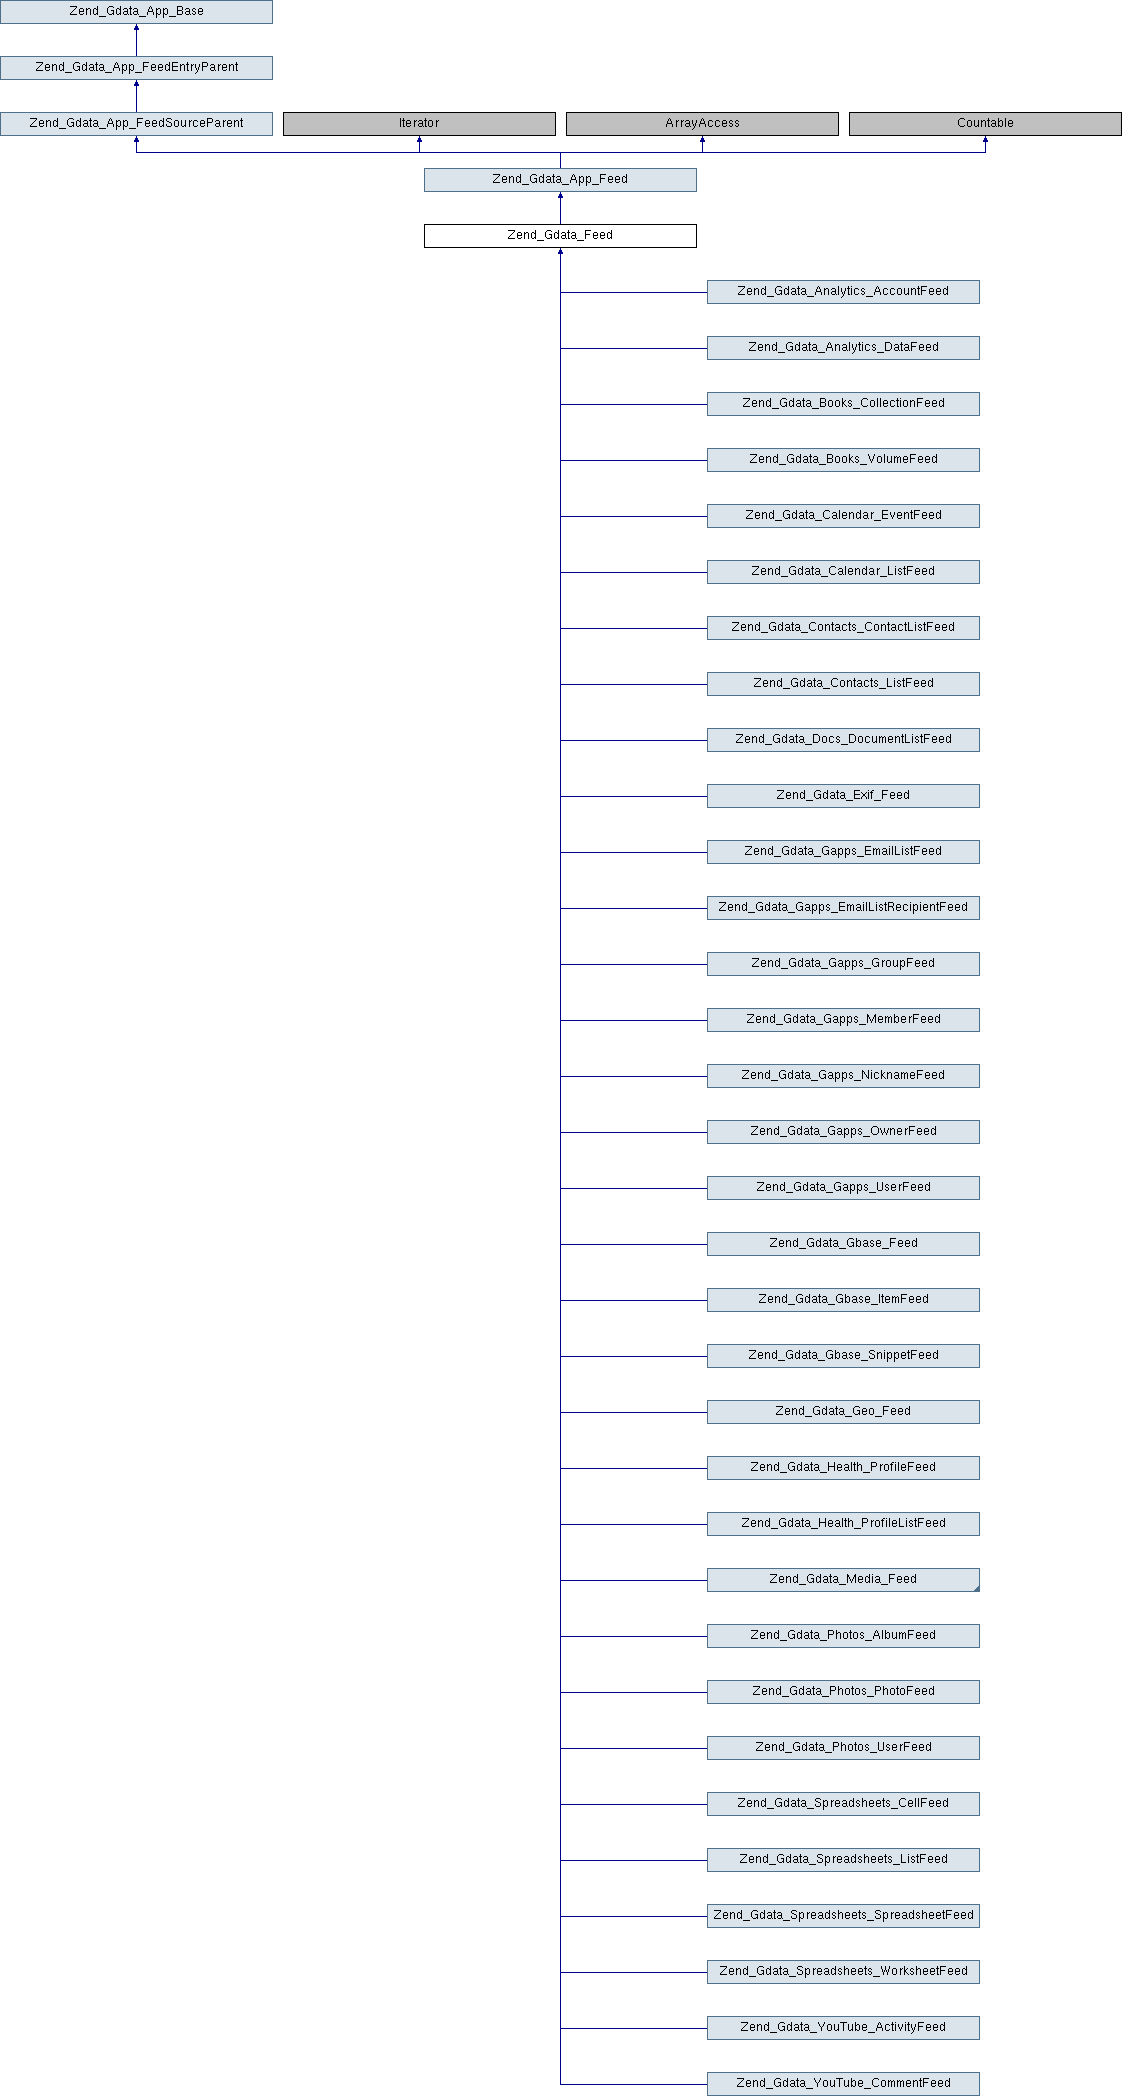 Zend_Gdata_App_Base
Zend_Gdata_App_FeedEntryParent
Zend_Gdata_App_FeedSourceParent
Iterator
ArrayAccess
Countable
Zend_Gdata_App_Feed
Zend_Gdata_Feed
Zend_Gdata_Analytics_AccountFeed
Zend_Gdata_Analytics_DataFeed
Zend_Gdata_Books_CollectionFeed
Zend_Gdata_Books_VolumeFeed
Zend_Gdata_Calendar_EventFeed
Zend_Gdata_Calendar_ListFeed
Zend_Gdata_Contacts_ContactListFeed
Zend_Gdata_Contacts_ListFeed
Zend_Gdata_Docs_DocumentListFeed
Zend_Gdata_Exif_Feed
Zend_Gdata_Gapps_EmailListFeed
Zend_Gdata_Gapps_EmailListRecipientFeed
Zend_Gdata_Gapps_GroupFeed
Zend_Gdata_Gapps_MemberFeed
Zend_Gdata_Gapps_NicknameFeed
Zend_Gdata_Gapps_OwnerFeed
Zend_Gdata_Gapps_UserFeed
Zend_Gdata_Gbase_Feed
Zend_Gdata_Gbase_ItemFeed
Zend_Gdata_Gbase_SnippetFeed
Zend_Gdata_Geo_Feed
Zend_Gdata_Health_ProfileFeed
Zend_Gdata_Health_ProfileListFeed
Zend_Gdata_Media_Feed
Zend_Gdata_Photos_AlbumFeed
Zend_Gdata_Photos_PhotoFeed
Zend_Gdata_Photos_UserFeed
Zend_Gdata_Spreadsheets_CellFeed
Zend_Gdata_Spreadsheets_ListFeed
Zend_Gdata_Spreadsheets_SpreadsheetFeed
Zend_Gdata_Spreadsheets_WorksheetFeed
Zend_Gdata_YouTube_ActivityFeed
Zend_Gdata_YouTube_CommentFeed